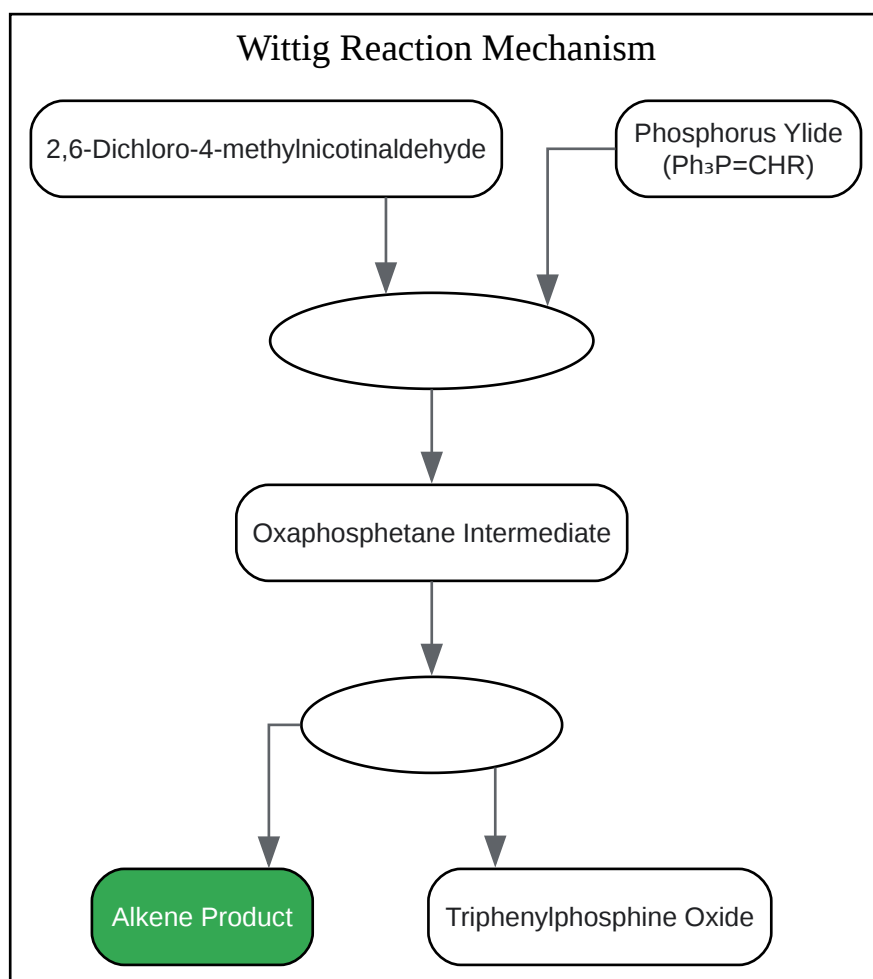 Wittig Reaction Mechanism
2,6-Dichloro-4-methylnicotinaldehyde
Phosphorus Ylide
(Ph₃P=CHR)
Oxaphosphetane Intermediate
Alkene Product
Triphenylphosphine Oxide